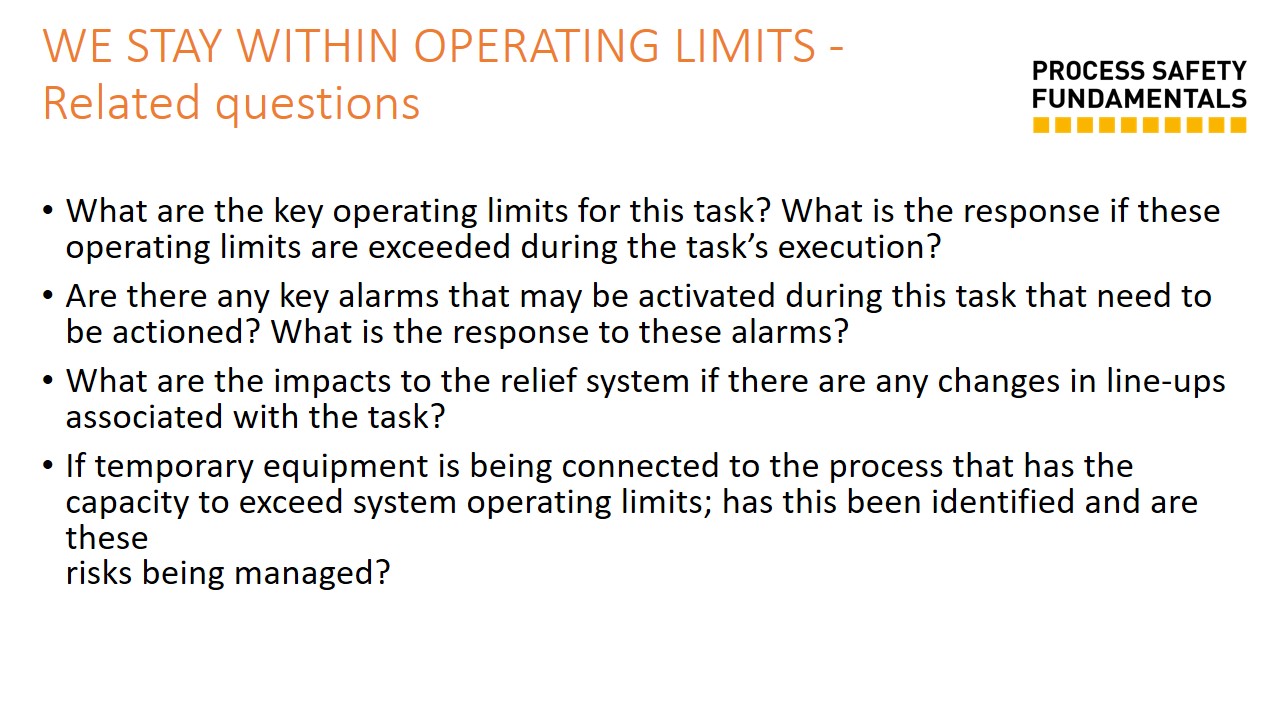 WE STAY WITHIN OPERATING LIMITS -
Related questions
PROCESS SAFETY
FUNDAMENTALS
• What are the key operating limits for this task? What is the response if these
operating limits are exceeded during the task’s execution?
• Are there any key alarms that may be activated during this task that need to
be actioned? What is the response to these alarms?
• What are the impacts to the relief system if there are any changes in line-ups
associated with the task?
• If temporary equipment is being connected to the process that has the
capacity to exceed system operating limits; has this been identified and are
these
risks being managed?